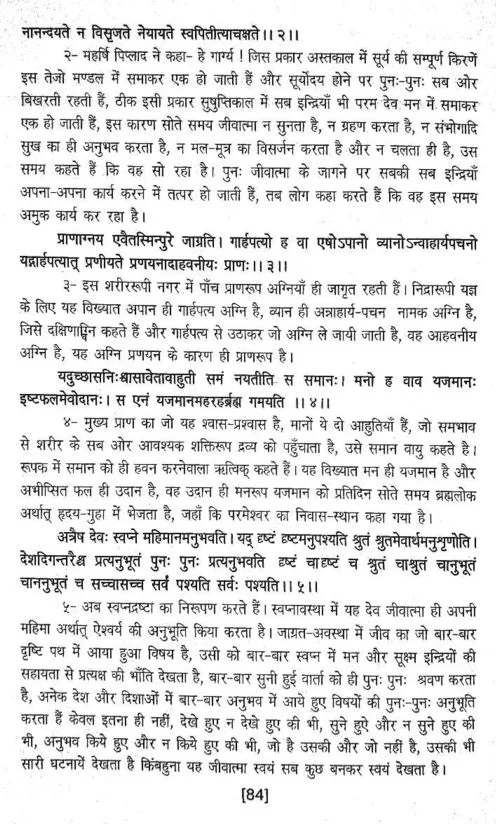 नानन्दयते न विसृजते नेयायते स्वपितीत्याचक्षते।।२।।
२- महर्षि पिप्लाद ने कहा- हे गार्ग्य ! जिस प्रकार अस्तकाल में सूर्य की सम्पूर्ण किरणें
इस तेजो मण्डल में समाकर एक हो जाती हैं और सूर्योदय होने पर पुनः-पुनः सब ओर
बिखरती रहती हैं, ठीक इसी प्रकार सुषुप्तिकाल में सब इन्द्रियाँ भी परम देव मन में समाकर
एक हो जाती हैं, इस कारण सोते समय जीवात्मा न सुनता है, न ग्रहण करता है, न संभोगादि
सुख का ही अनुभव करता है, न मल-मूत्र का विसर्जन करता है और न चलता ही है, उस
समय कहते हैं कि वह सो रहा है। पुनः जीवात्मा के जागने पर सबकी सब इन्द्रियाँ
अपना-अपना कार्य करने में तत्पर हो जाती हैं, तब लोग कहा करते हैं कि वह इस समय
अमुक कार्य कर रहा है।
प्राणाग्नय एवैतस्मिन्पुरे जाग्रति। गार्हपत्यो ह वा एषोऽपानो व्यानोऽन्वाहार्यपचनो
यद्गार्हपत्यात् प्रणीयते प्रणयनादाहवनीयः प्राणः।।३।।
३- इस शरीररूपी नगर में पाँच प्राणरूप अग्नियाँ ही जागृत रहती हैं। निद्रारूपी यज्ञ
के लिए यह विख्यात अपान ही गार्हपत्य अग्नि है, व्यान ही अन्राहार्य-पचन नामक अग्नि है,
जिसे दक्षिणाग्नि कहते हैं और गार्हपत्य से उठाकर जो अग्नि ले जायी जाती है, वह आहवनीय
अग्नि है, यह अग्नि प्रणयन के कारण ही प्राणरूप है।
यदुच्छासनिःश्वासावेतावाहुती समं नयतीति स समानः। मनो ह वाव यजमानः
इष्टफलमेवोदानः। स एनं यजमानमहरहर्ब्रह्म गमयति ।।४।।
४- मुख्य प्राण का जो यह श्वास-प्रश्वास है, मानों ये दो आहुतियाँ हैं, जो समभाव
से शरीर के सब ओर आवश्यक शक्तिरूप द्रव्य को पहुँचाता है, उसे समान वायु कहते है।
रूपक में समान को ही हवन करनेवाला ऋत्विक् कहते हैं। यह विख्यात मन ही यजमान है और
अभीप्सित फल ही उदान है, वह उदान ही मनरूप यजमान को प्रतिदिन सोते समय ब्रह्मलोक
अर्थात् हृदय-गुहा में भेजता है, जहाँ कि परमेश्वर का निवास-स्थान कहा गया है।
अत्रैष देवः स्वप्ने महिमानमनुभवति। यद् दृष्टं दृष्टमनुपश्यति श्रुतं श्रुतमेवार्थमनुशृणोति।
देशदिगन्तरैश्च प्रत्यनुभूतं पुनः पुनः प्रत्यनुभवति दृष्टं चादृष्टं च श्रुतं चाश्रुतं चानुभूतं
चाननुभूतं च सच्चासच्च सर्वं पश्यति सर्वः पश्यति।।५।।
५- अब स्वप्नद्रष्टा का निरूपण करते हैं। स्वप्नावस्था में यह देव जीवात्मा ही अपनी
महिमा अर्थात् ऐश्वर्य की अनुभूति किया करता है। जाग्रत-अवस्था में जीव का जो बार-बार
दृष्टि पथ में आया हुआ विषय है, उसी को बार-बार स्वप्न में मन और सूक्ष्म इन्द्रियों की
सहायता से प्रत्यक्ष की भाँति देखता है, बार-बार सुनी हुई वार्ता को ही पुनः पुनः श्रवण करता
है, अनेक देश और दिशाओं में बार-बार अनुभव में आये हुए विषयों की पुनः-पुनः अनुभूति
करता हैं केवल इतना ही नहीं, देखे हुए न देखे हुए की भी, सुने हुऐ और न सुने हुए की
भी, अनुभव किये हुए और न किये हुए की भी, जो है उसकी और जो नहीं है, उसकी भी
सारी घटनायें देखता है किंबहुना यह जीवात्मा स्वयं सब कुछ बनकर स्वयं देखता है।
[84]